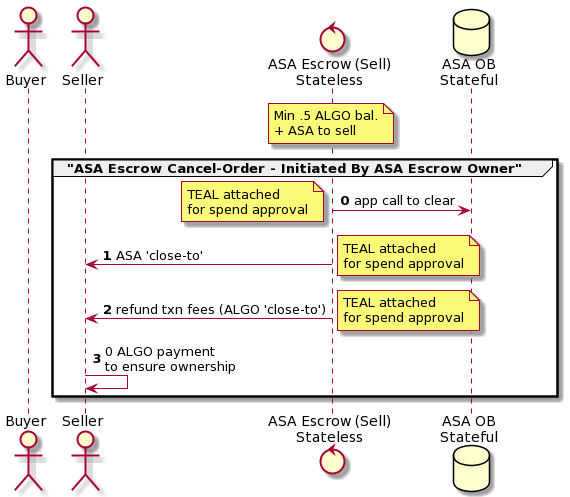 Buyer
Seller
ASA Escrow (Sell)
Stateless
ASA OB
Stateful
Min .5 ALGO bal.
+ ASA to sell
"ASA Escrow Cancel-Order - Initiated By ASA Escrow Owner"
TEAL attached
for spend approval
0 app call to clear
1 ASA 'close-to'
TEAL attached
for spend approval
2 refund txn fees (ALGO 'close-to')
TEAL attached
for spend approval
3 0 ALGO payment
to ensure ownership
Buyer
Seller
ASA Escrow (Sell)
Stateless
ASA OB
Stateful